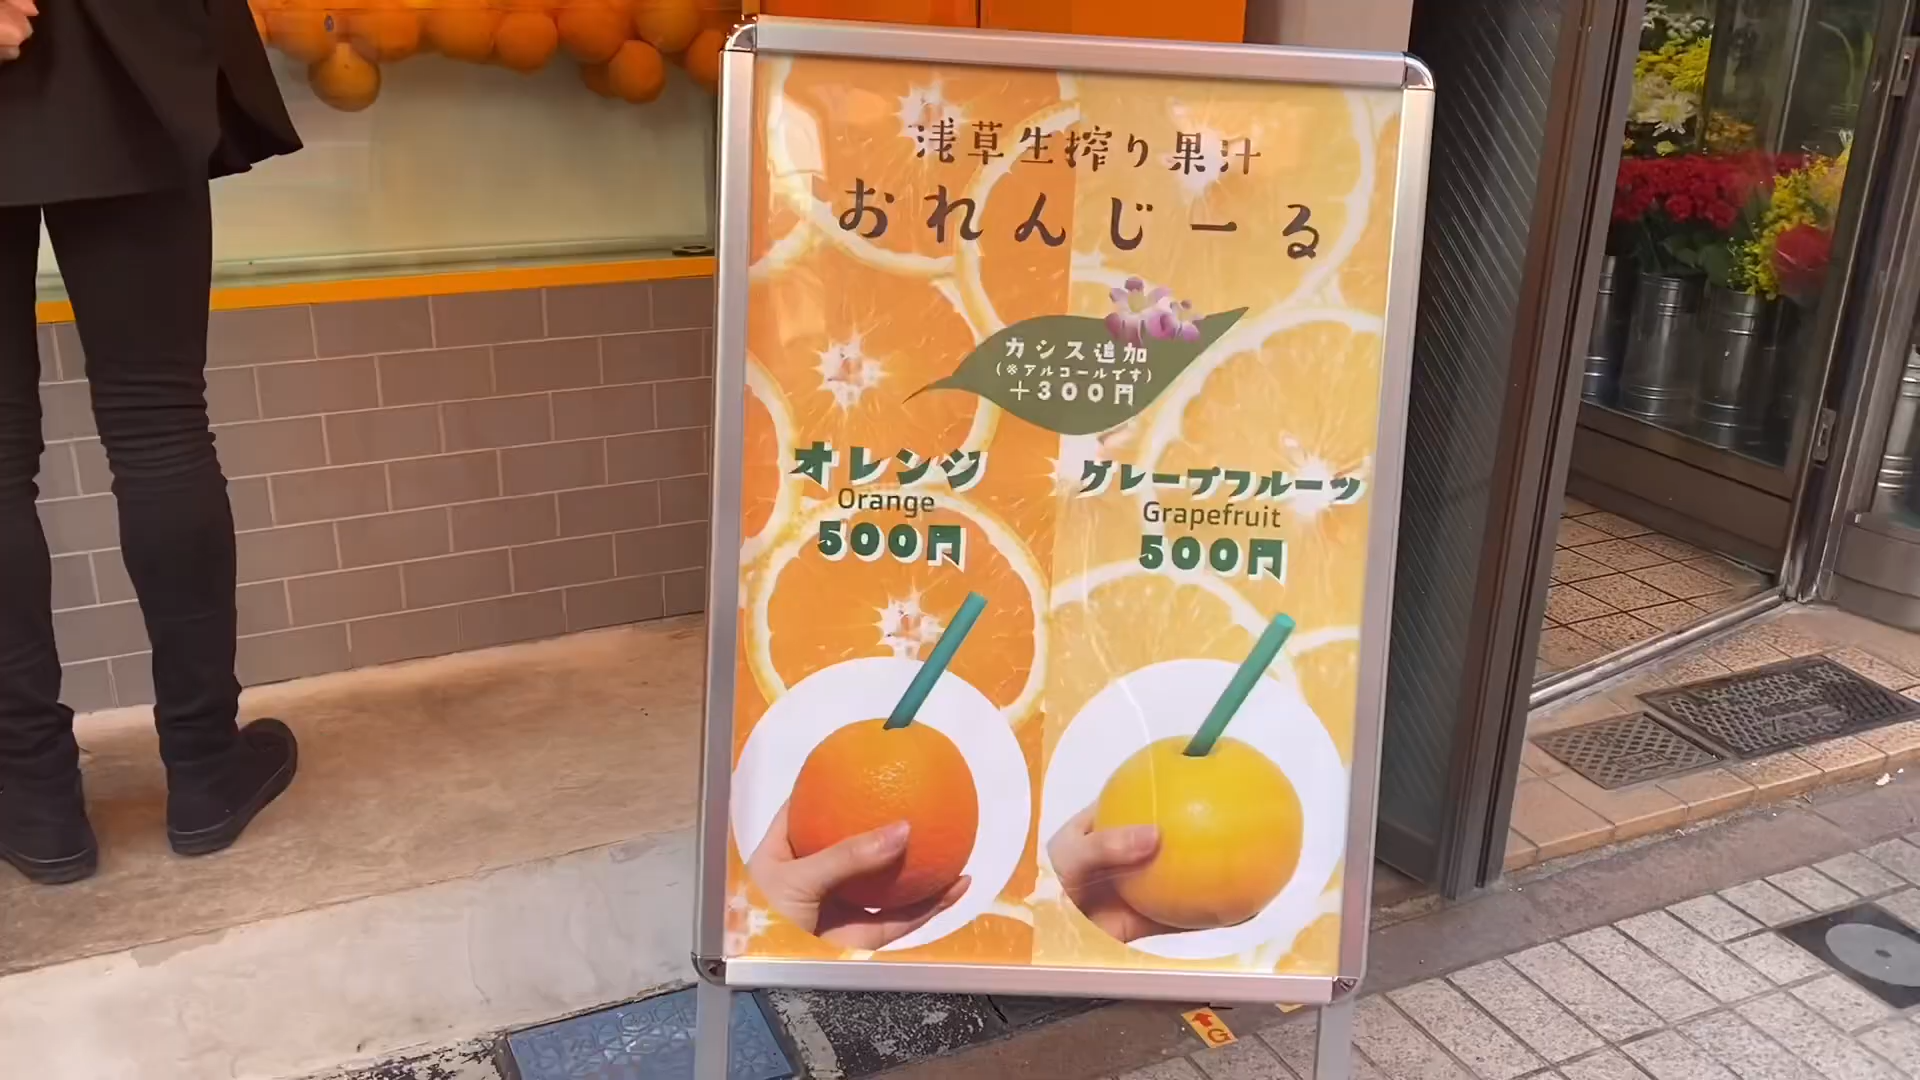 浅草生搾り果汁
おれんじーる
カシス追加
(※アルコールです)
+300円
オレンジ
Orange
500円
グレープフルーツ
Grapefruit
500円
G